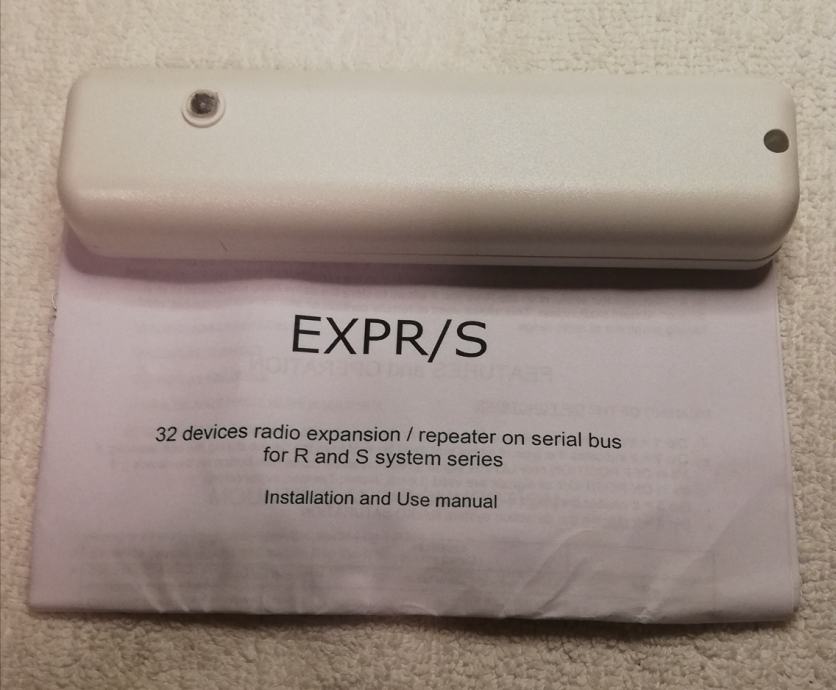 EXPR/S
32 devices radio expansion / repeater on serial bus
for R and S system series
Installation and Use manual